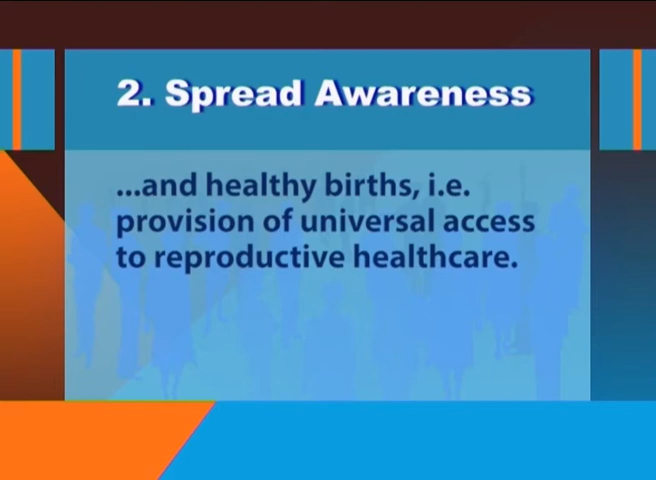 2. Spread Awareness
...and healthy births, i.e.
provision of universal access
to reproductive healthcare.